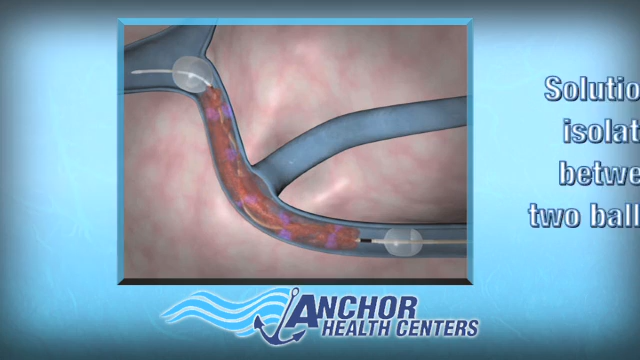 Solutio
isolat
betwe
two ball
ANCHOR
HEALTH CENTERS